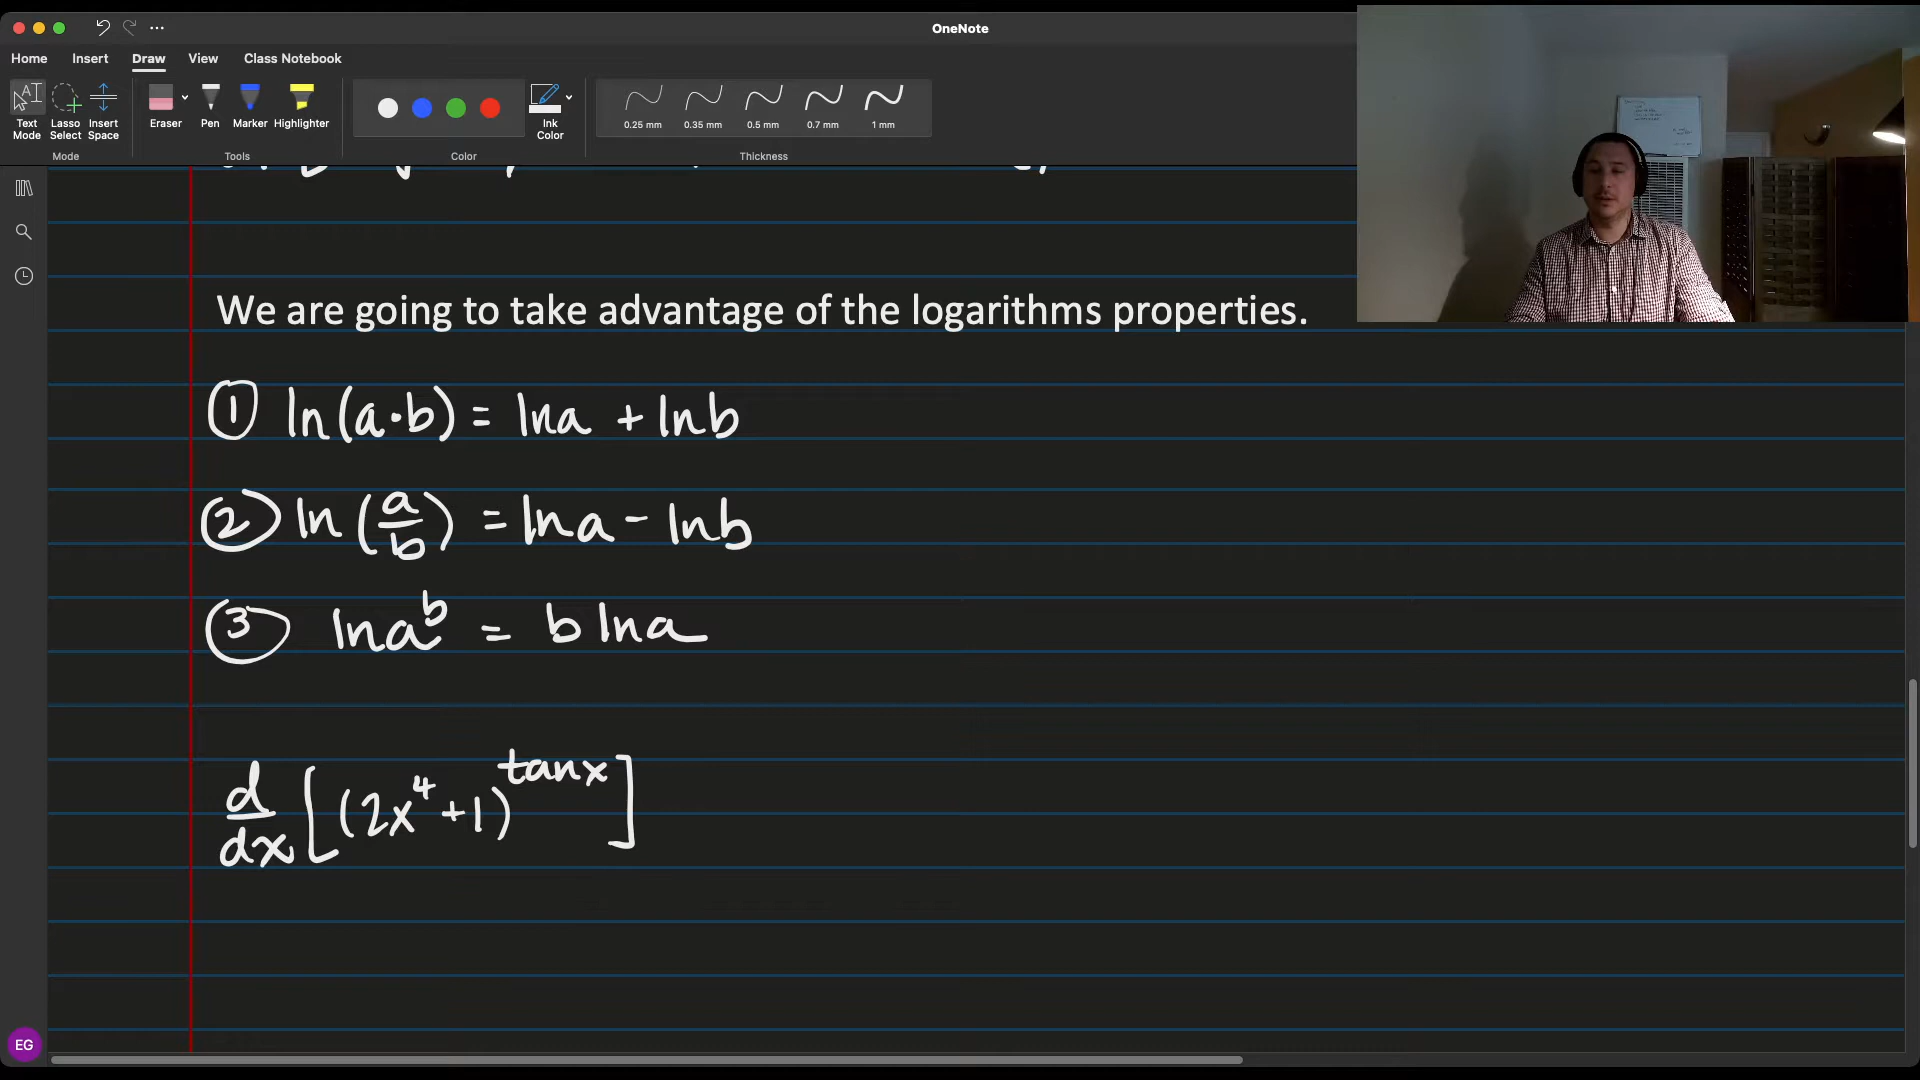 OneNote
Home Insert Draw View Class Notebook
Text Mode Lasso Select Insert Space Eraser Pen Marker Highlighter Ink Color 0.25 mm 0.35 mm 0.5 mm 0.7 mm 1 mm
Mode Tools Color Thickness
We are going to take advantage of the logarithms properties.
① ln(a·b) = lna + lnb
② ln(a/b) = lna - lnb
③ lna^b = b lna
d/dx [(2x^4+1)^tanx]
EG